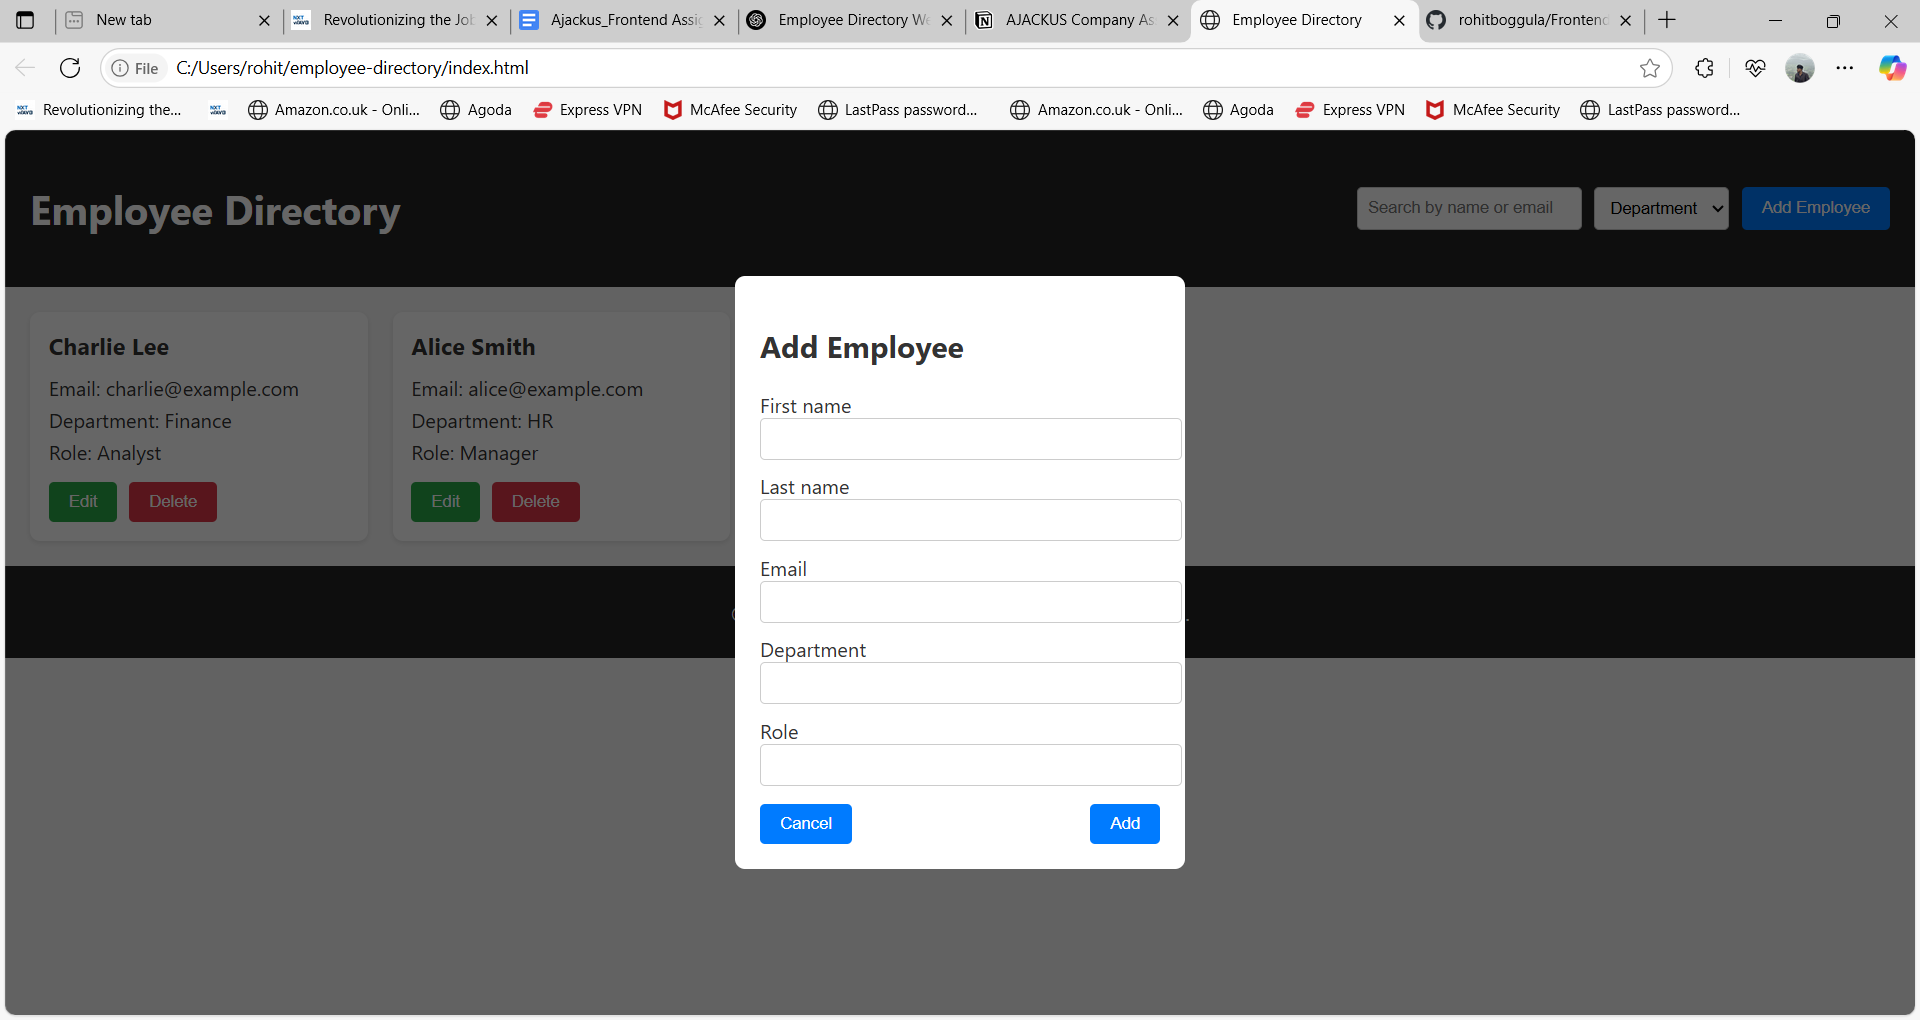 New tab
Revolutionizing the Jo
Ajackus_Frontend Assi
Employee Directory We
AJACKUS Company As
Employee Directory
rohitboggula/Frontend
File
C:/Users/rohit/employee-directory/index.html
Revolutionizing the...
Amazon.co.uk - Onli...
Agoda
Express VPN
McAfee Security
LastPass password...
Amazon.co.uk - Onli...
Agoda
Express VPN
McAfee Security
LastPass password...
Employee Directory
Search by name or email
Department
Add Employee
Charlie Lee
Email: charlie@example.com
Department: Finance
Role: Analyst
Edit
Delete
Alice Smith
Email: alice@example.com
Department: HR
Role: Manager
Edit
Delete
Add Employee
First name
Last name
Email
Department
Role
Cancel
Add